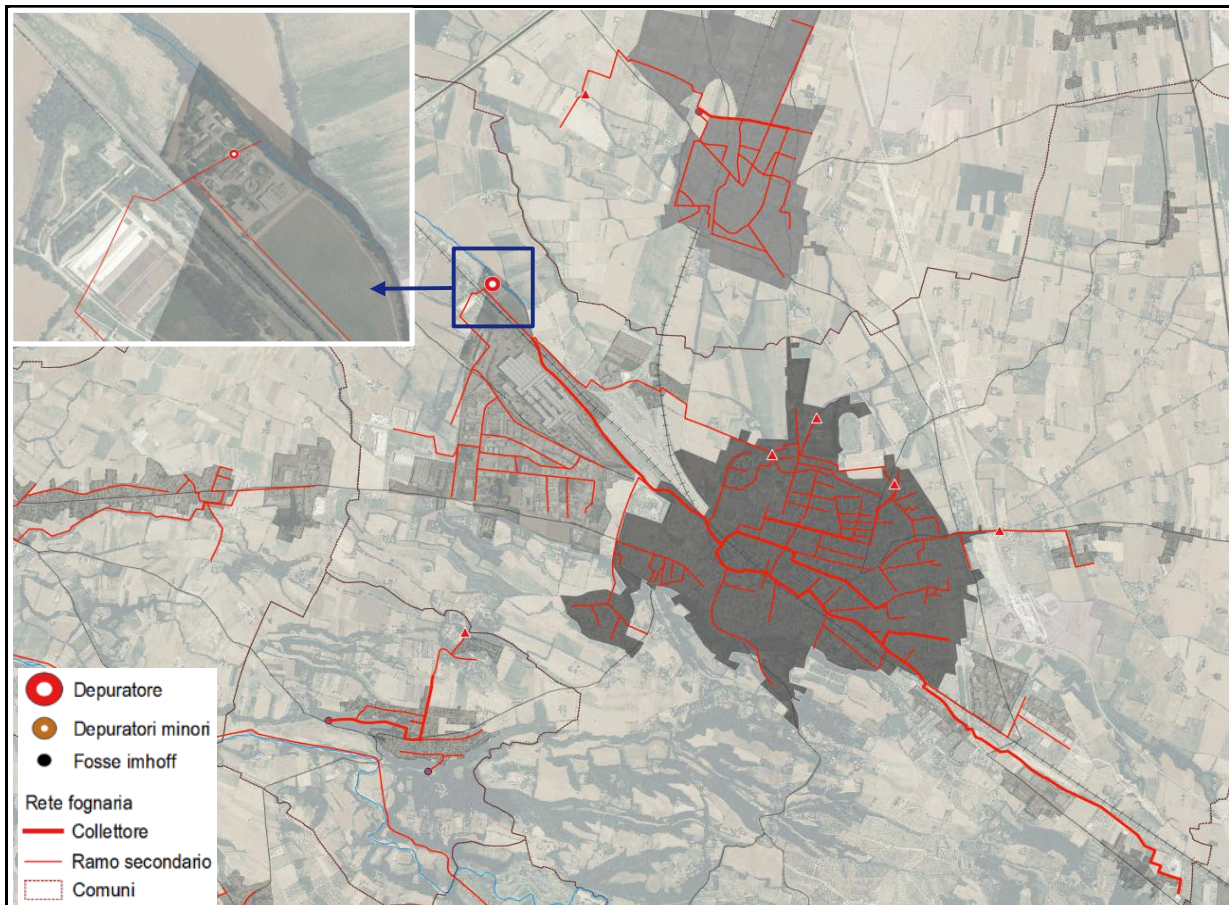 Depuratore
Depuratori minori
Fosse imhoff
Rete fognaria
Collettore
Ramo secondario
Comuni